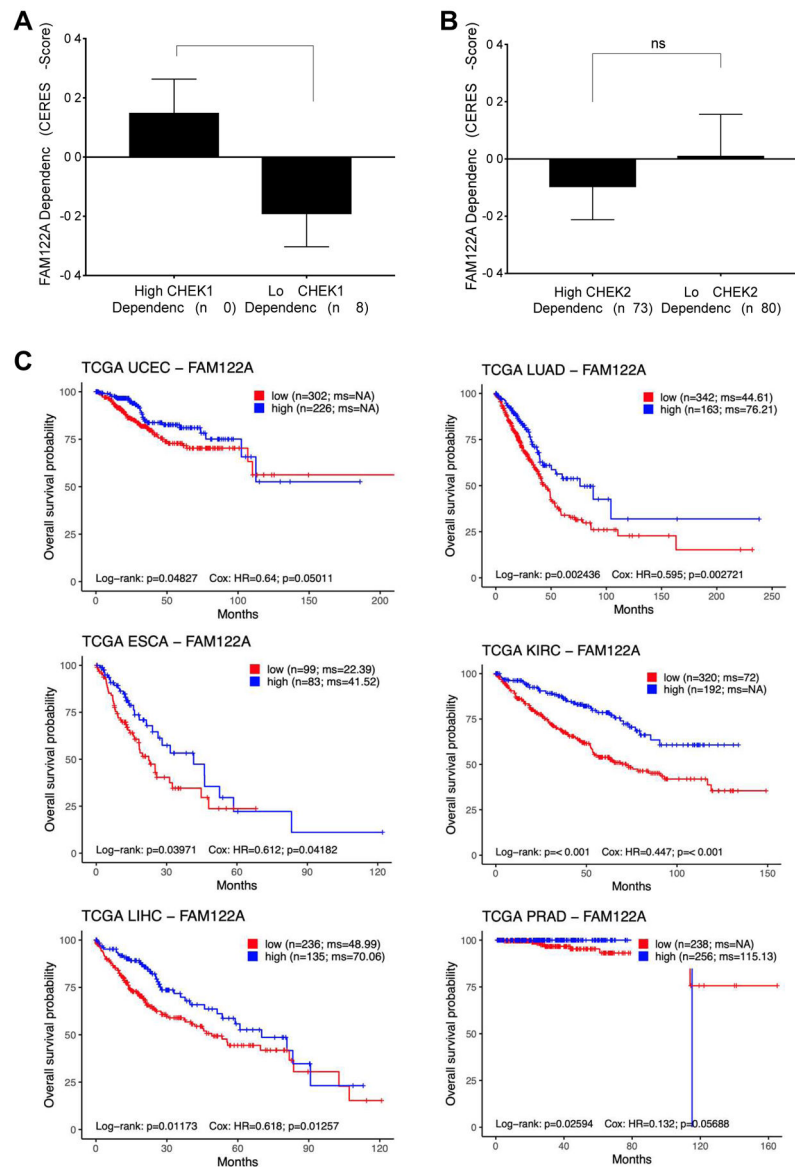 A
FAM122A Dependenc (CERES -Score)
0 4
0 2
0 0
-0 2
-0 4
High CHEK1
Dependenc (n 0)
Lo CHEK1
Dependenc (n 8)
B
ns
FAM122A Dependenc (CERES -Score)
0 4
0 2
0 0
-0 2
-0 4
High CHEK2
Dependenc (n 73)
Lo CHEK2
Dependenc (n 80)
C
TCGA UCEC – FAM122A
low (n=302; ms=NA)
high (n=226; ms=NA)
Overall survival probability
100
75
50
25
0
Log-rank: p=0.04827 Cox: HR=0.64; p=0.05011
0 50 100 150 200
Months
TCGA LUAD – FAM122A
low (n=342; ms=44.61)
high (n=163; ms=76.21)
Overall survival probability
100
75
50
25
0
Log-rank: p=0.002436 Cox: HR=0.595; p=0.002721
0 50 100 150 200 250
Months
TCGA ESCA – FAM122A
low (n=99; ms=22.39)
high (n=83; ms=41.52)
Overall survival probability
100
75
50
25
0
Log-rank: p=0.03971 Cox: HR=0.612; p=0.04182
0 30 60 90 120
Months
TCGA KIRC – FAM122A
low (n=320; ms=72)
high (n=192; ms=NA)
Overall survival probability
100
75
50
25
0
Log-rank: p=< 0.001 Cox: HR=0.447; p=< 0.001
0 50 100 150
Months
TCGA LIHC – FAM122A
low (n=236; ms=48.99)
high (n=135; ms=70.06)
Overall survival probability
100
75
50
25
0
Log-rank: p=0.01173 Cox: HR=0.618; p=0.01257
0 30 60 90 120
Months
TCGA PRAD – FAM122A
low (n=238; ms=NA)
high (n=256; ms=115.13)
Overall survival probability
100
75
50
25
0
Log-rank: p=0.02594 Cox: HR=0.132; p=0.05688
0 40 60 80 120 160
Months